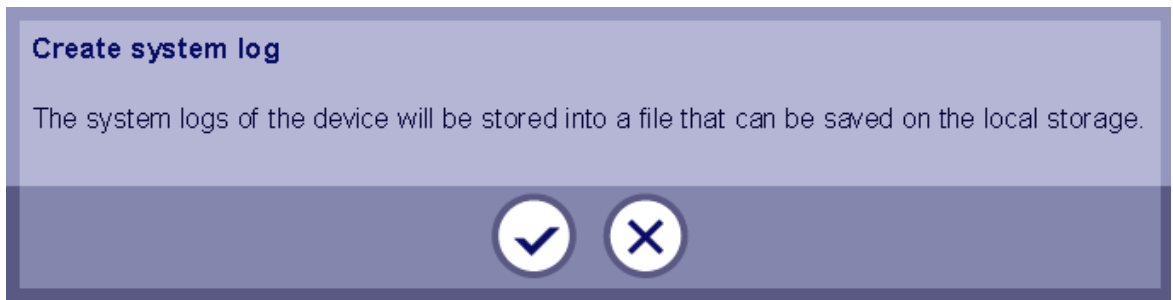 Create system log
The system logs of the device will be stored into a file that can be saved on the local storage.